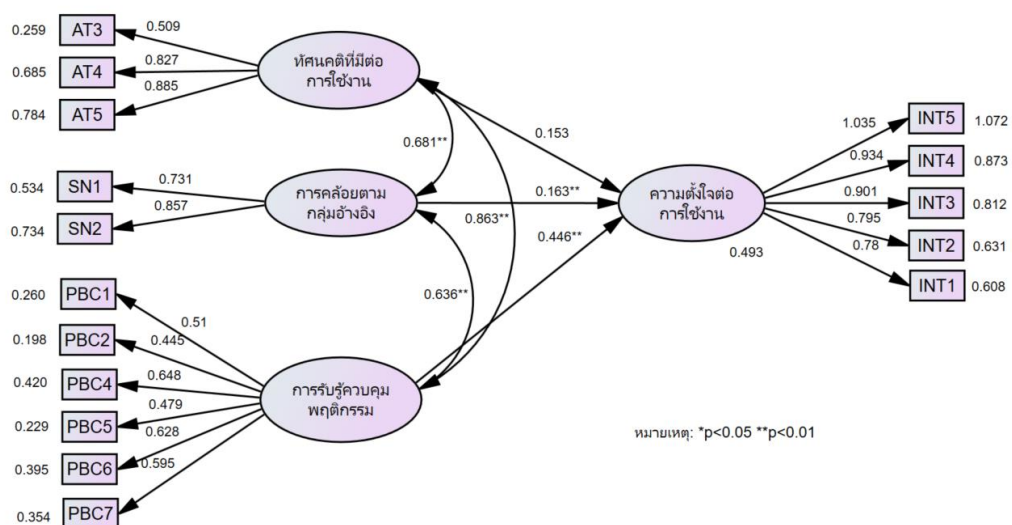 0.259 AT3 0.509
0.685 AT4 0.827
0.784 AT5 0.885
ทัศนคติที่มีต่อ
การใช้งาน
0.534 SN1 0.731
0.734 SN2 0.857
การคล้อยตาม
กลุ่มอ้างอิง
0.260 PBC1 0.51
0.198 PBC2 0.445
0.420 PBC4 0.648
0.229 PBC5 0.479
0.395 PBC6 0.628
0.354 PBC7 0.595
การรับรู้ควบคุม
พฤติกรรม
0.681**
0.863**
0.636**
0.153
0.163**
0.446**
ความตั้งใจต่อ
การใช้งาน
0.493
1.035 INT5 1.072
0.934 INT4 0.873
0.901 INT3 0.812
0.795 INT2 0.631
0.78 INT1 0.608
หมายเหตุ: *p<0.05 **p<0.01